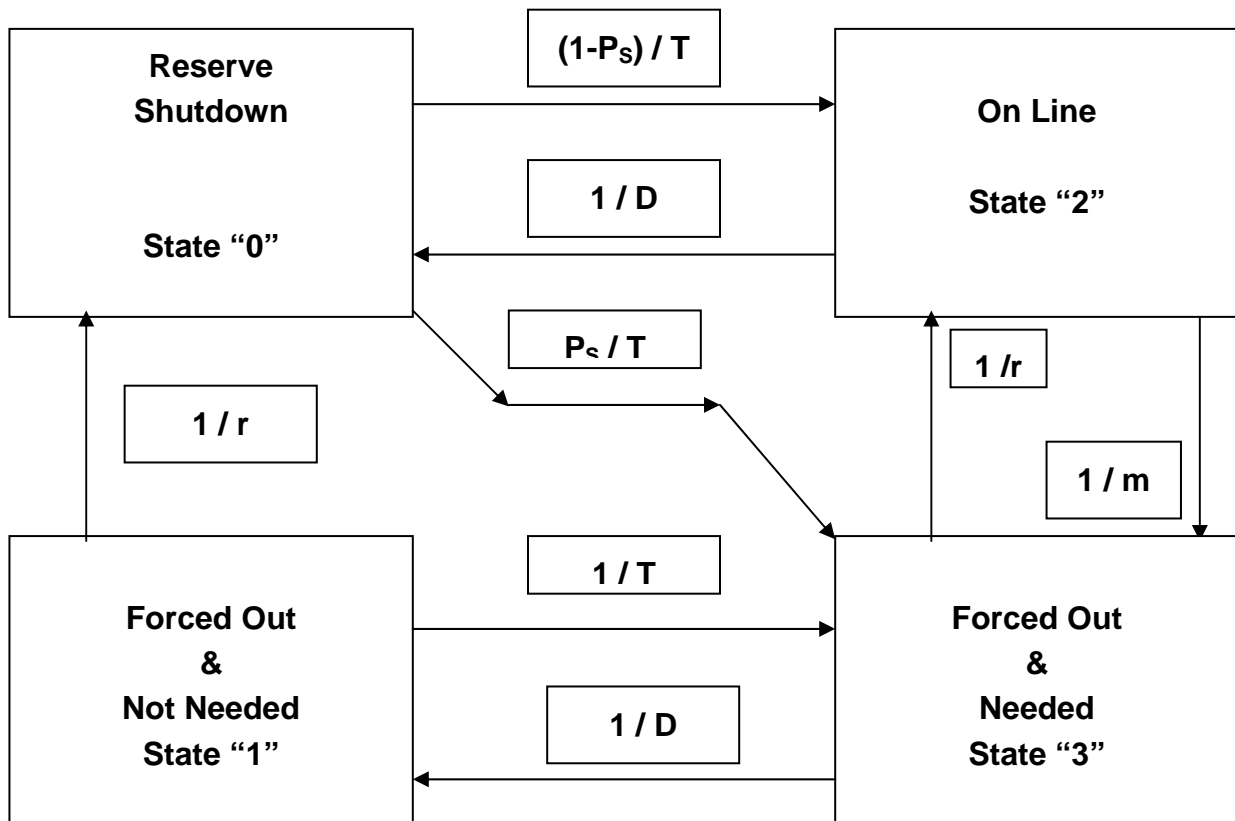 Reserve
Shutdown
State “0”
(1-PS) / T
1 / D
On Line
State “2”
PS / T
1 / r
1 /r
1 / m
Forced Out
&
Not Needed
State “1”
1 / T
1 / D
Forced Out
&
Needed
State “3”